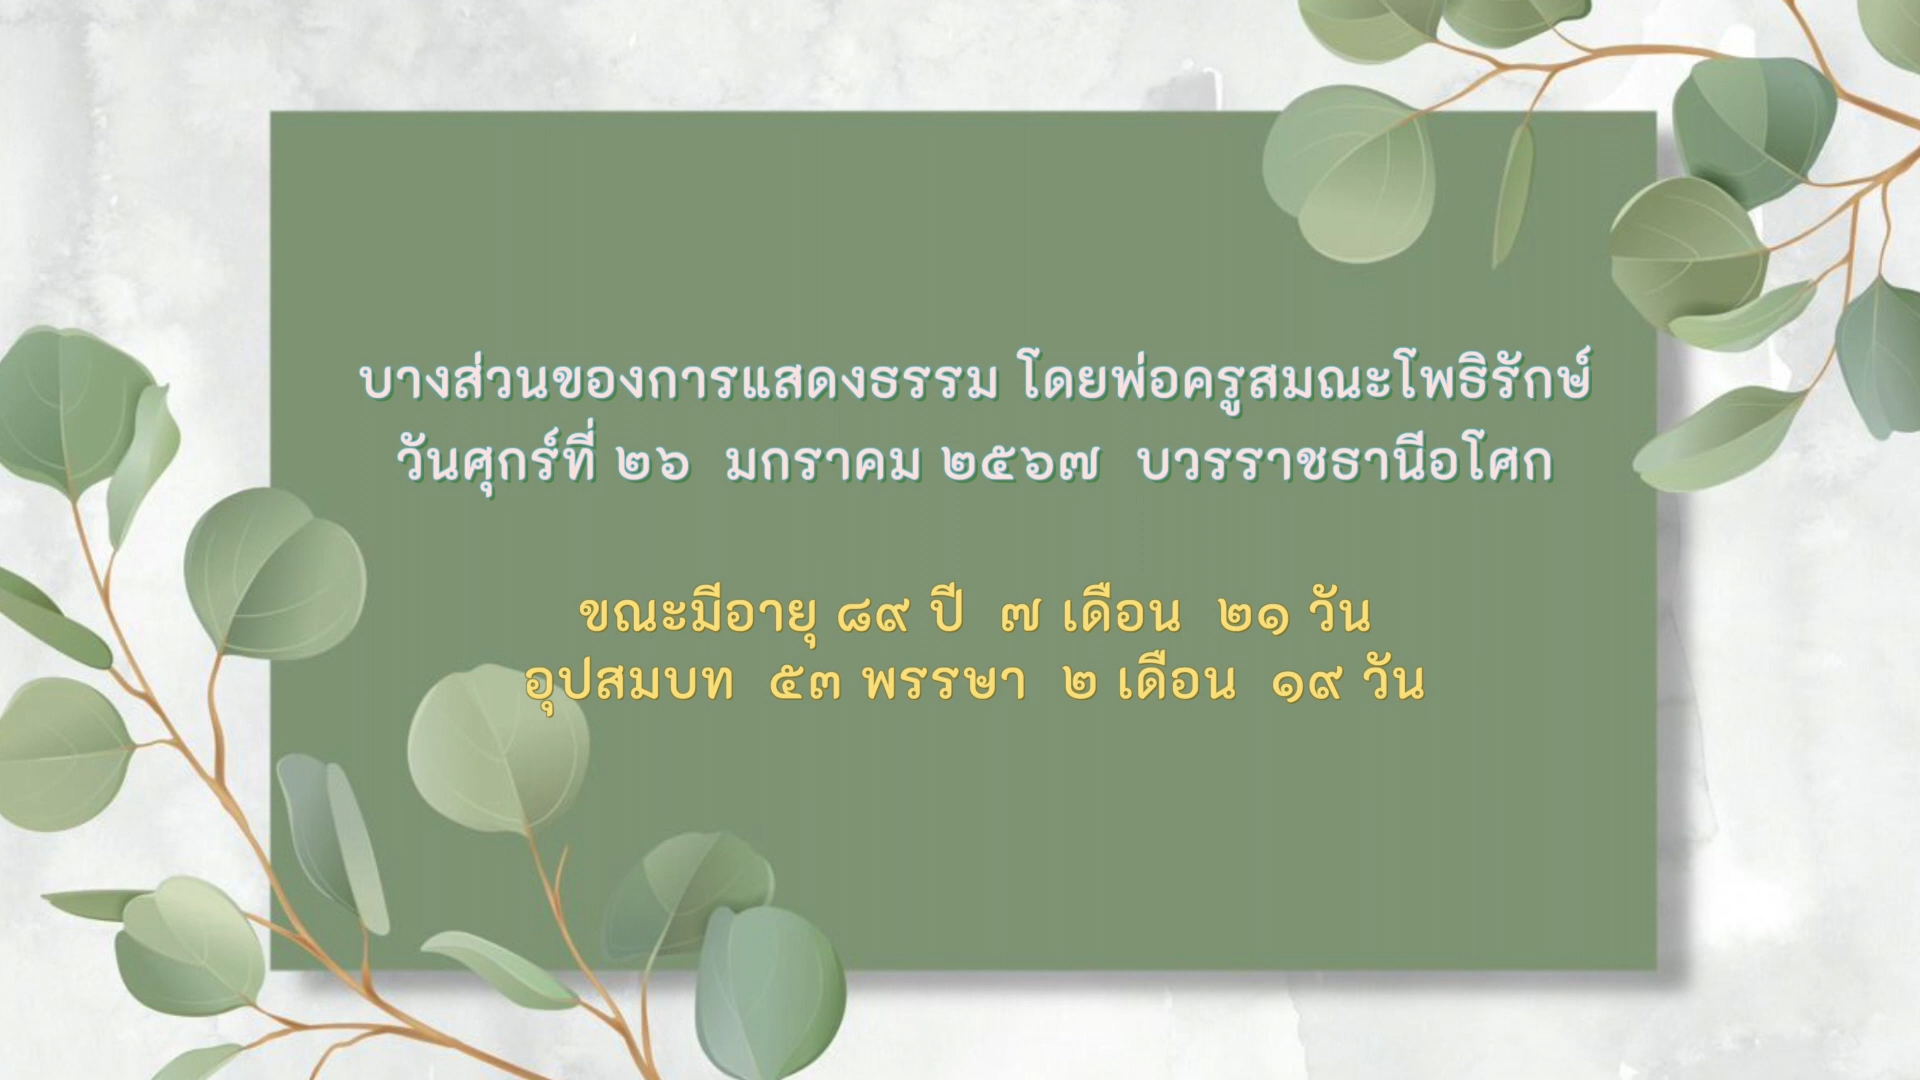 บางส่วนของการแสดงธรรม โดยพ่อครูสมณะโพธิรักษ์
วันศุกร์ที่ ๒๖ มกราคม ๒๕๖๗ บวรราชธานีอโศก
ขณะมีอายุ ๘๙ ปี ๗ เดือน ๒๑ วัน
อุปสมบท ๕๓ พรรษา ๒ เดือน ๑๙ วัน